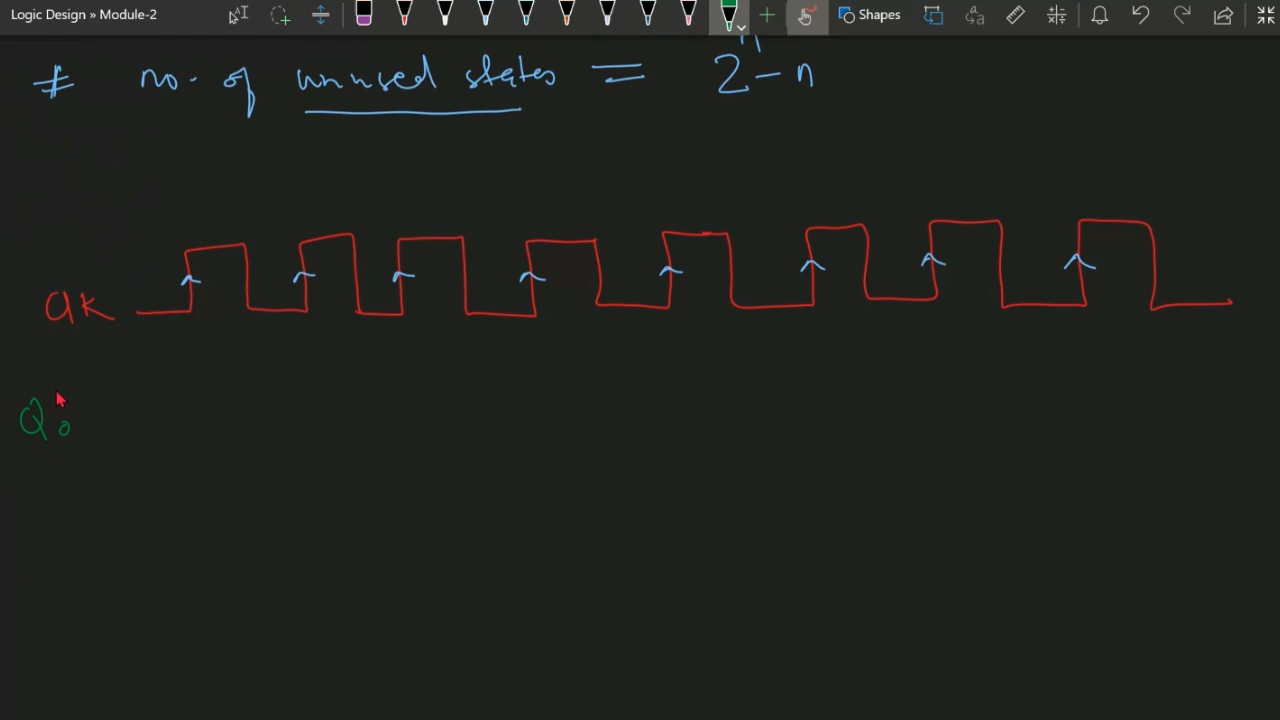 Logic Design » Module-2
Shapes
# no. of unused states = 2ⁿ - n
clk
Q₀